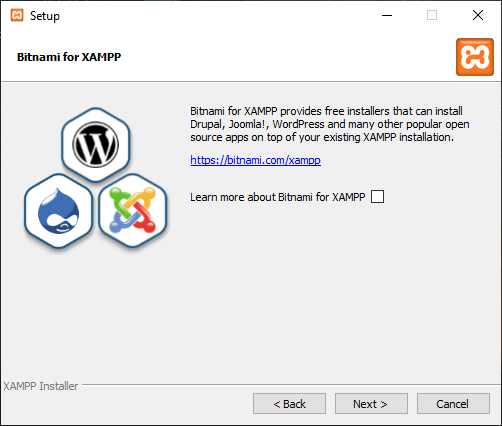 Setup
Bitnami for XAMPP
Bitnami for XAMPP provides free installers that can install
Drupal, Joomla!, WordPress and many other popular open
source apps on top of your existing XAMPP installation.
https://bitnami.com/xampp
Learn more about Bitnami for XAMPP
XAMPP Installer
< Back
Next >
Cancel